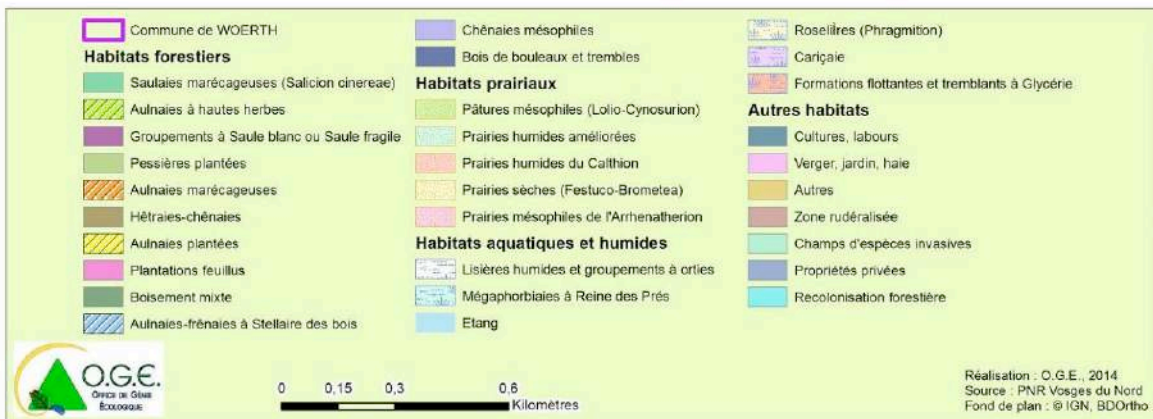 Commune de WOERTH
Habitats forestiers
Saulaies marécageuses (Salicion cinereae)
Aulnaies à hautes herbes
Groupements à Saule blanc ou Saule fragile
Pessières plantées
Aulnaies marécageuses
Hêtraies-chênaies
Aulnaies plantées
Plantations feuillus
Boisement mixte
Aulnaies-frênaies à Stellaire des bois
Chênaies mésophiles
Bois de bouleaux et trembles
Habitats prairiaux
Pâtures mésophiles (Lolio-Cynosurion)
Prairies humides améliorées
Prairies humides du Calthion
Prairies sèches (Festuco-Brometea)
Prairies mésophiles de l'Arrhenatherion
Habitats aquatiques et humides
Lisières humides et groupements à orties
Mégaphorbiaies à Reine des Prés
Etang
(Phragmition)
Cariçaie
Formations flottantes et tremblants à Glycérie
Autres habitats
Cultures, labours
Verger, jardin, haie
Autres
Zone rudéralisée
Champs d'espèces invasives
Propriétés privées
Recolonisation forestière
O.G.E.
OFFICE DE GÉNIE
ÉCOLOGIQUE
0 0,15 0,3 0,6
Kilomètres
Réalisation : O.G.E., 2014
Source : PNR Vosges du Nord
Fond de plan : © IGN, BDOrtho